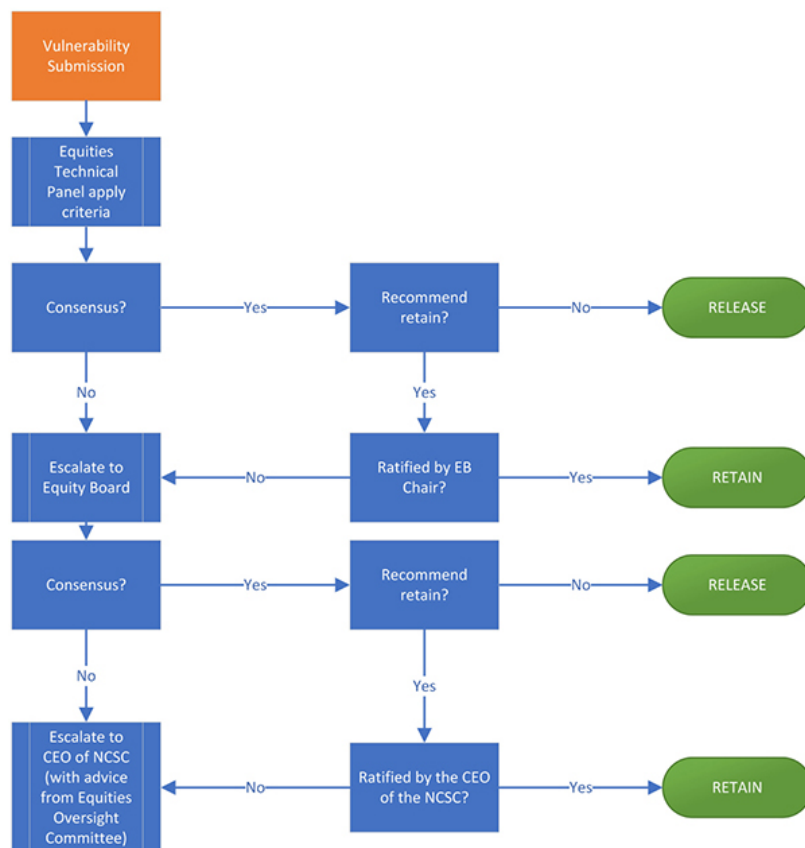 Vulnerability
Submission
Equities
Technical
Panel apply
criteria
Consensus?
Yes
Recommend
retain?
No
RELEASE
No
Yes
Escalate to
Equity Board
No
Ratified by EB
Chair?
Yes
RETAIN
Consensus?
Yes
Recommend
retain?
No
RELEASE
No
Yes
Escalate to
CEO of NCSC
(with advice
from Equities
Oversight
Committee)
No
Ratified by the CEO
of the NCSC?
Yes
RETAIN